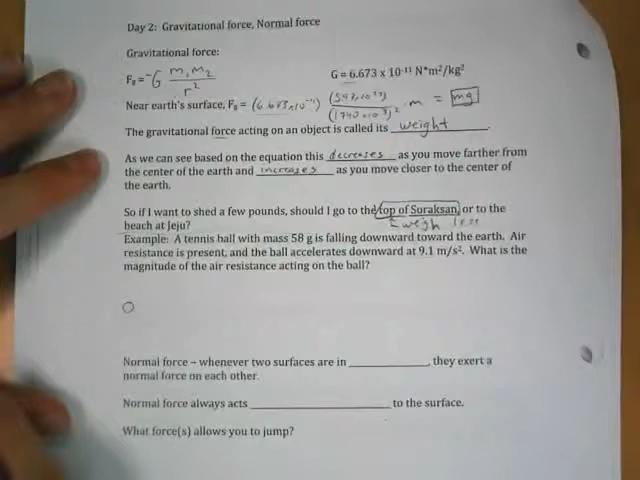 Day 2: Gravitational force, Normal force
Gravitational force:
Fg = -G m₁m₂ / r²
G = 6.673 x 10⁻¹¹ N*m²/kg²
Near earth's surface, Fg = (6.673x10⁻¹¹) m = mg
The gravitational force acting on an object is called its weight.
As we can see based on the equation this decreases as you move farther from
the center of the earth and increases as you move closer to the center of
the earth.
So if I want to shed a few pounds, should I go to the top of Suraksan, or to the
beach at Jeju?
weigh less
Example: A tennis ball with mass 58 g is falling downward toward the earth. Air
resistance is present, and the ball accelerates downward at 9.1 m/s². What is the
magnitude of the air resistance acting on the ball?
Normal force – whenever two surfaces are in ____________, they exert a
normal force on each other.
Normal force always acts _____________________ to the surface.
What force(s) allows you to jump?